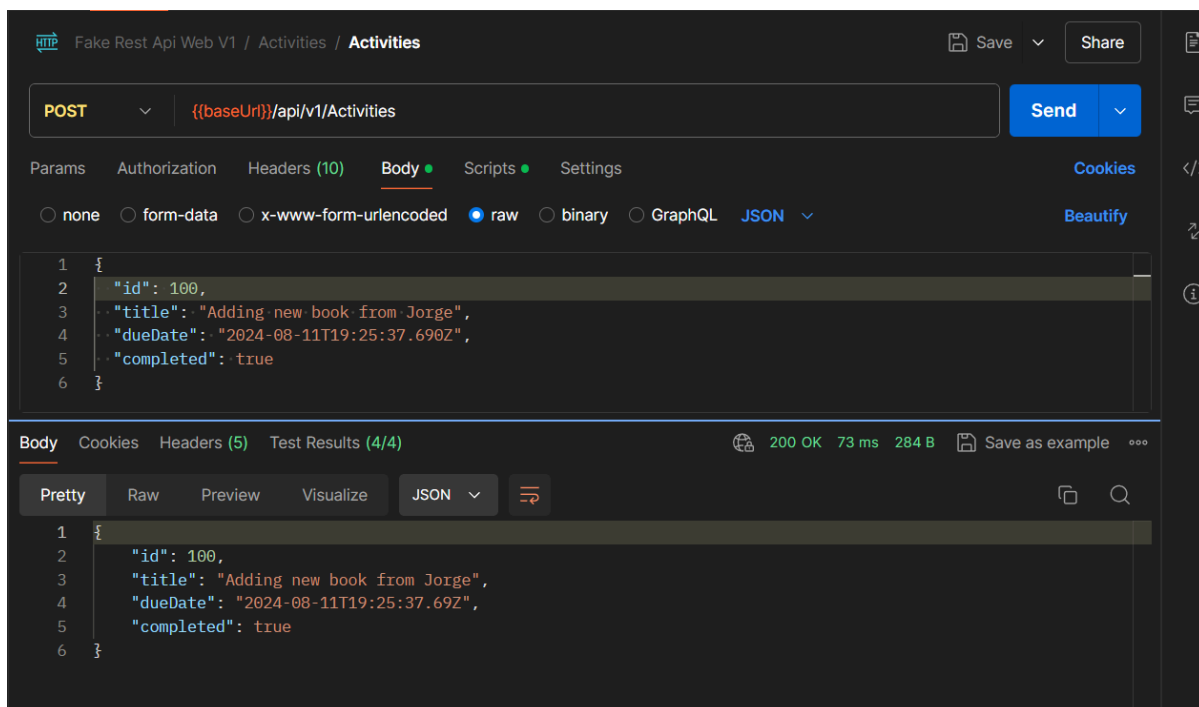 HTTP Fake Rest Api Web V1 / Activities / Activities Save Share
POST {{baseUrl}}/api/v1/Activities Send
Params Authorization Headers (10) Body Scripts Settings Cookies
none form-data x-www-form-urlencoded raw binary GraphQL JSON Beautify
1 {
2 "id": 100,
3 "title": "Adding new book from Jorge",
4 "dueDate": "2024-08-11T19:25:37.690Z",
5 "completed": true
6 }
Body Cookies Headers (5) Test Results (4/4) 200 OK 73 ms 284 B Save as example
Pretty Raw Preview Visualize JSON
1 {
2 "id": 100,
3 "title": "Adding new book from Jorge",
4 "dueDate": "2024-08-11T19:25:37.69Z",
5 "completed": true
6 }